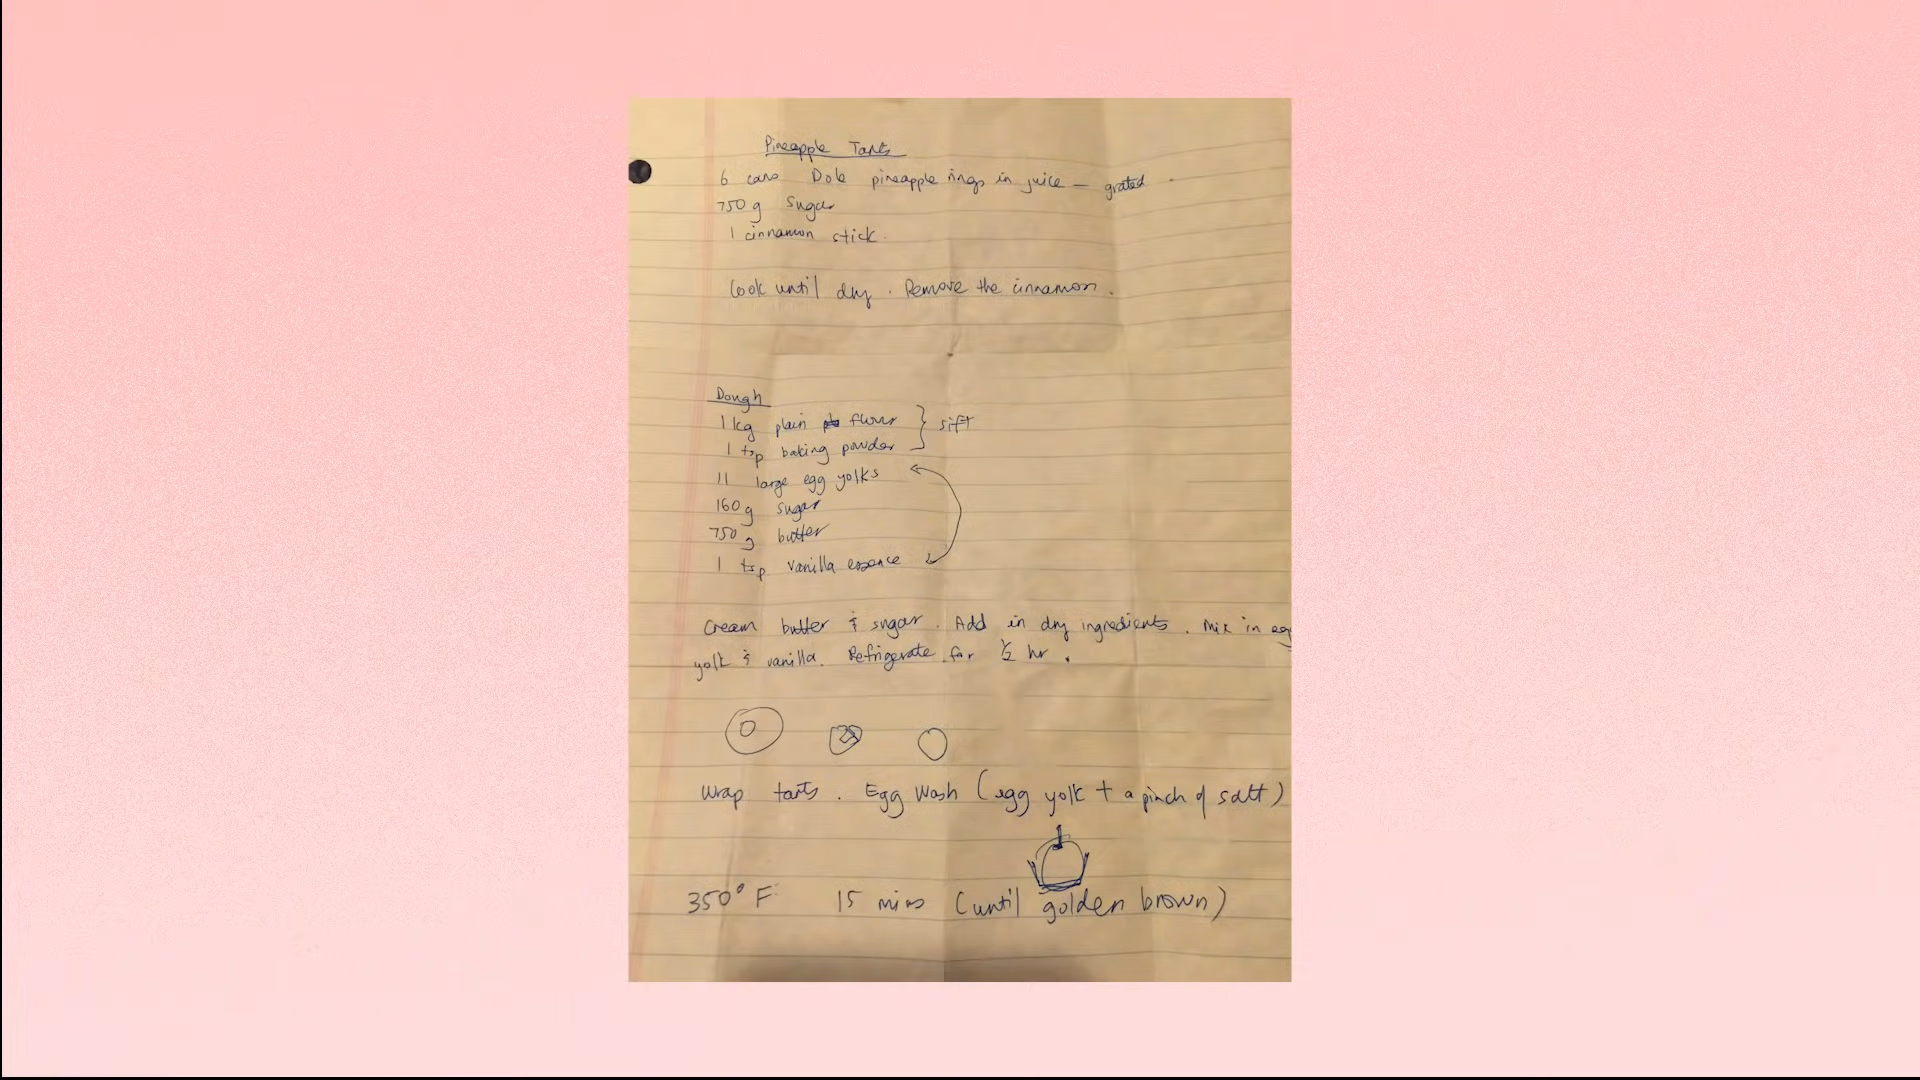 Pineapple Tarts
6 cans Dole pineapple rings in juice — grated.
750 g sugar
1 cinnamon stick.
Cook until dry. Remove the cinnamon.
Dough
1 kg plain flour } sift
1 tsp baking powder
11 large egg yolks
160 g sugar
750 g butter
1 tsp vanilla essence
Cream butter & sugar. Add in dry ingredients. Mix in eg
yolk & vanilla. Refrigerate for ½ hr.
Wrap tarts. Egg Wash (egg yolk + a pinch of salt)
350° F 15 mins (until golden brown)